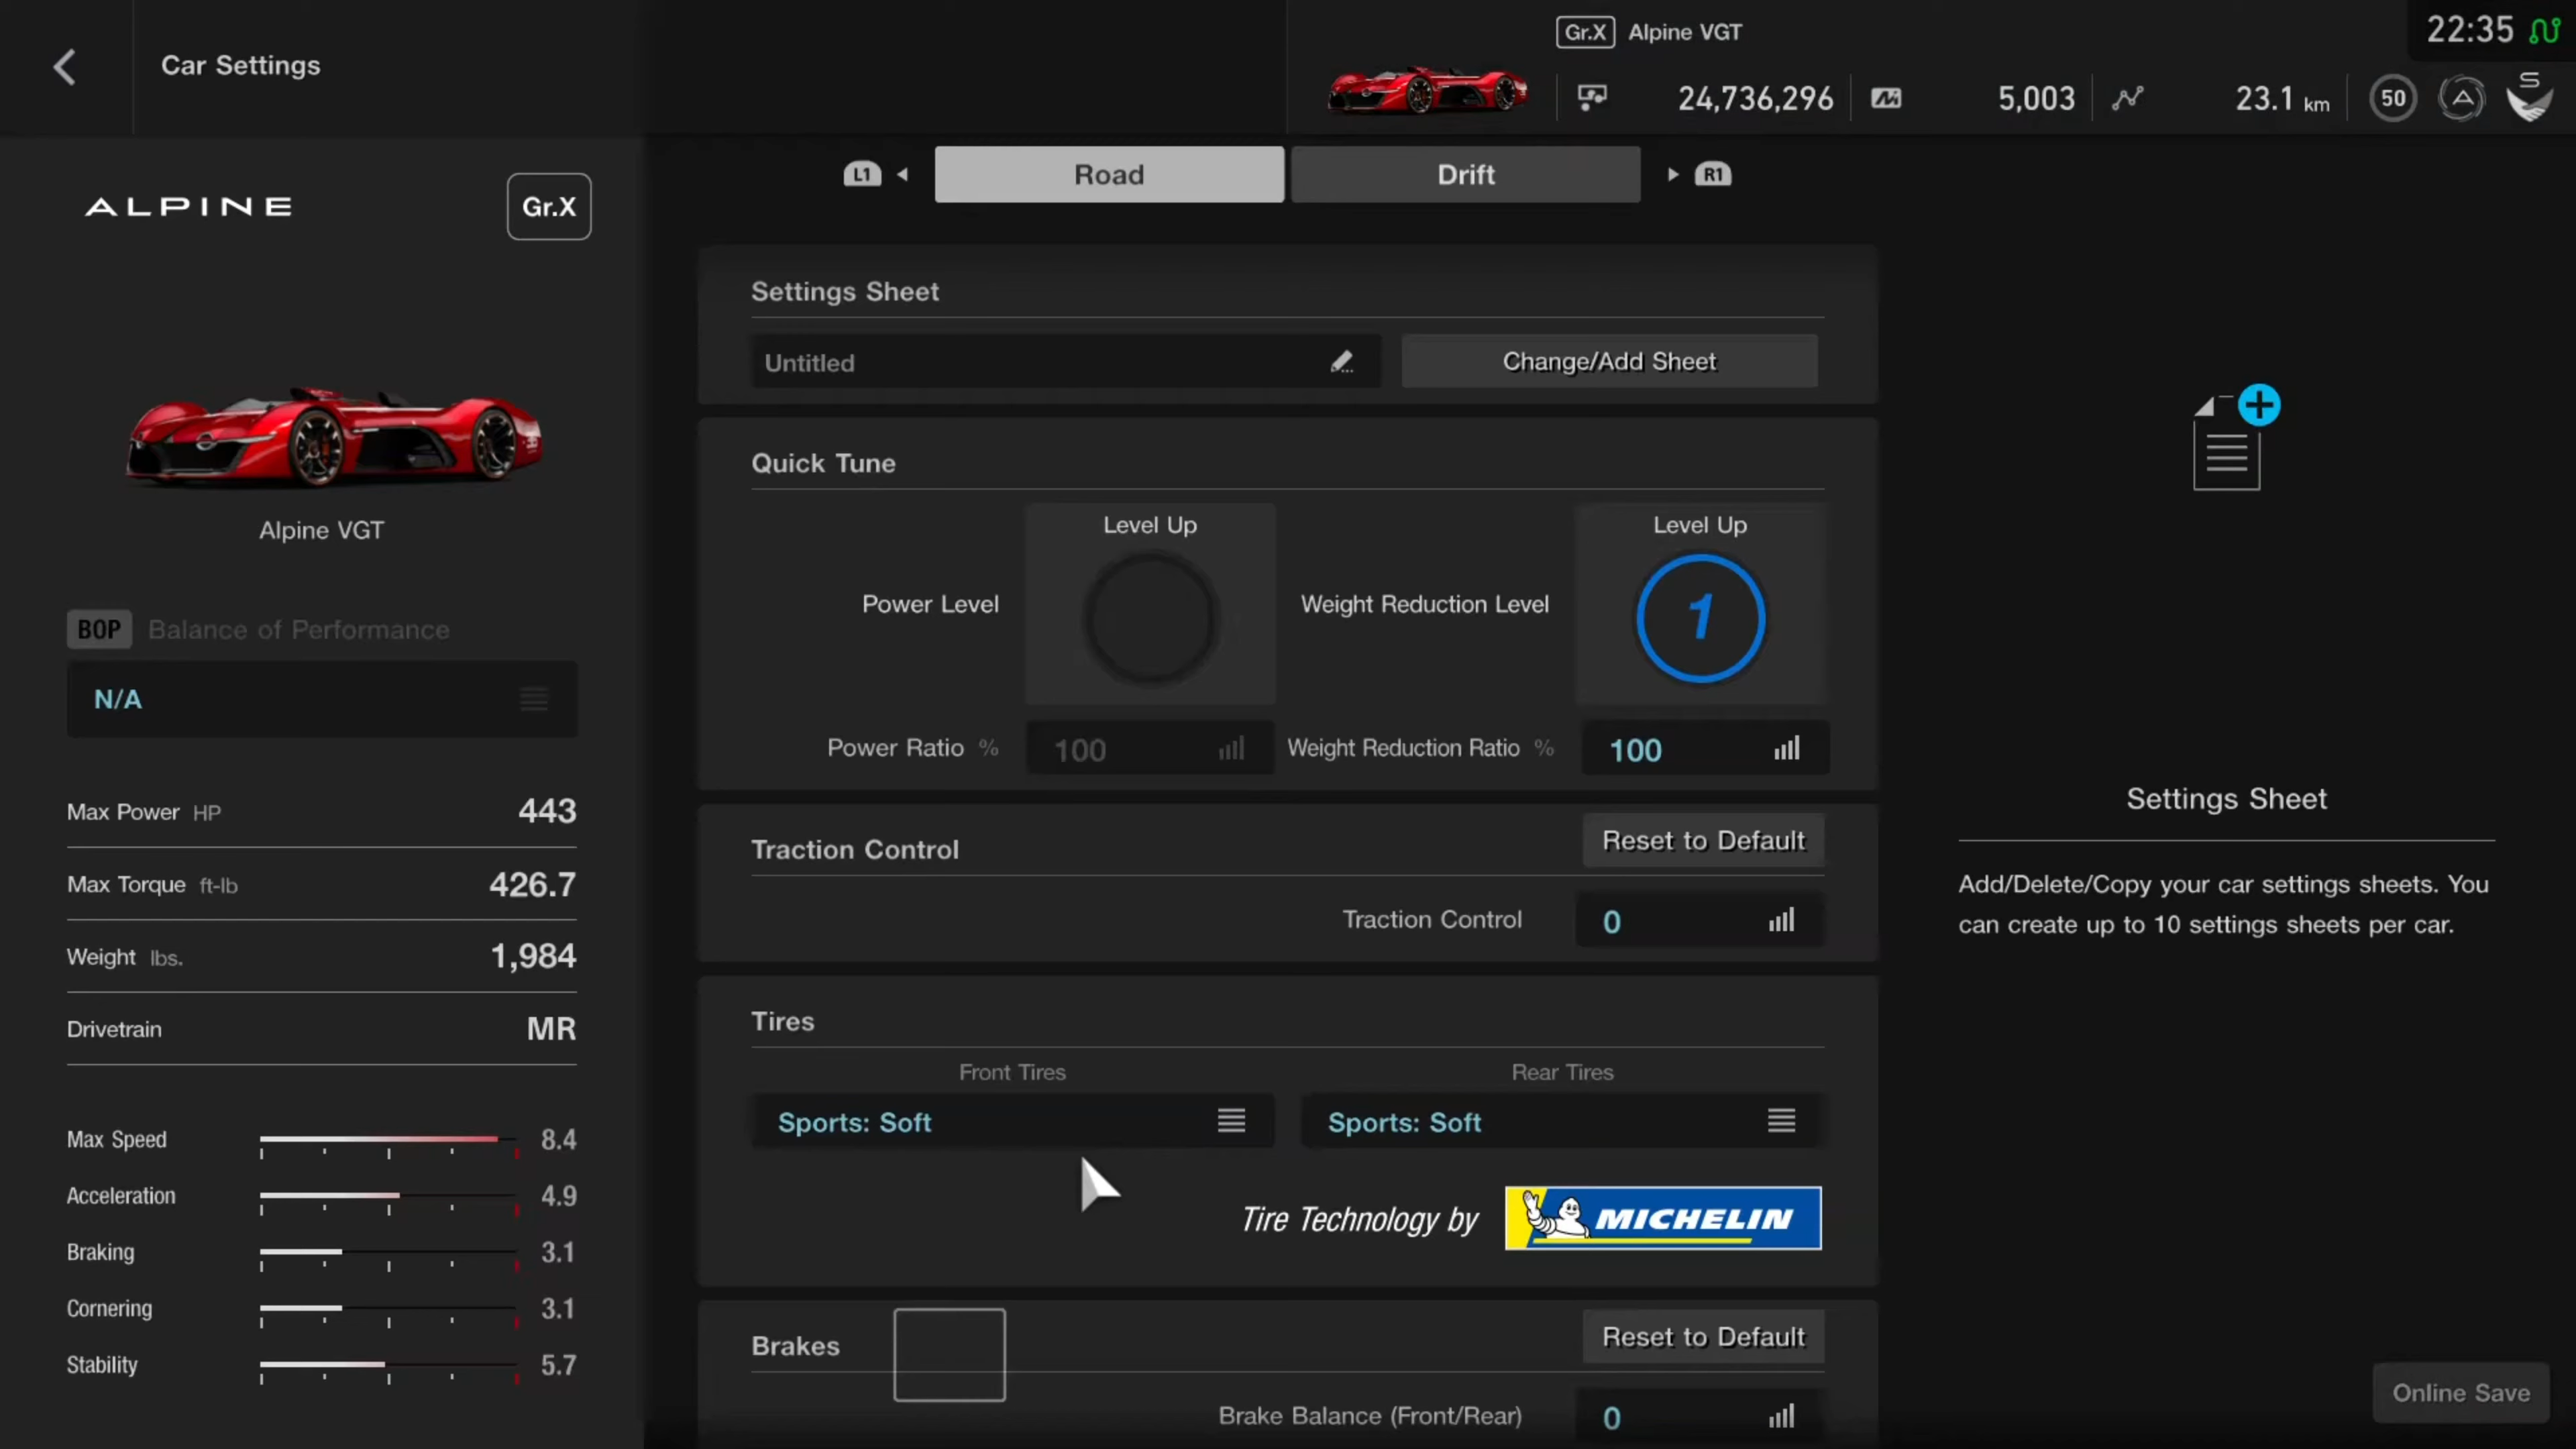 Car Settings
Gr.X Alpine VGT
22:35
24,736,296
5,003
23.1 km
50
S
ALPINE
Gr.X
Alpine VGT
BOP Balance of Performance
N/A
Max Power HP 443
Max Torque ft-lb 426.7
Weight lbs. 1,984
Drivetrain MR
Max Speed 8.4
Acceleration 4.9
Braking 3.1
Cornering 3.1
Stability 5.7
L1 Road Drift R1
Settings Sheet
Untitled
Change/Add Sheet
Quick Tune
Power Level
Level Up
Weight Reduction Level
Level Up
1
Power Ratio % 100
Weight Reduction Ratio % 100
Traction Control
Reset to Default
Traction Control 0
Tires
Front Tires
Rear Tires
Sports: Soft
Sports: Soft
Tire Technology by MICHELIN
Brakes
Reset to Default
Brake Balance (Front/Rear) 0
Settings Sheet
Add/Delete/Copy your car settings sheets. You
can create up to 10 settings sheets per car.
Online Save